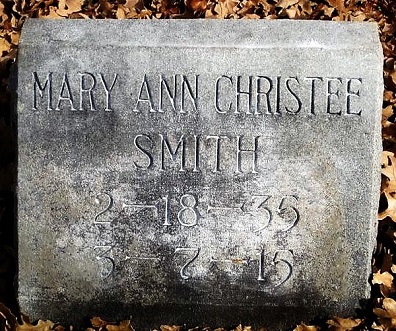 MARY ANN CHRISTEE
SMITH
2-18-35
3-7-15